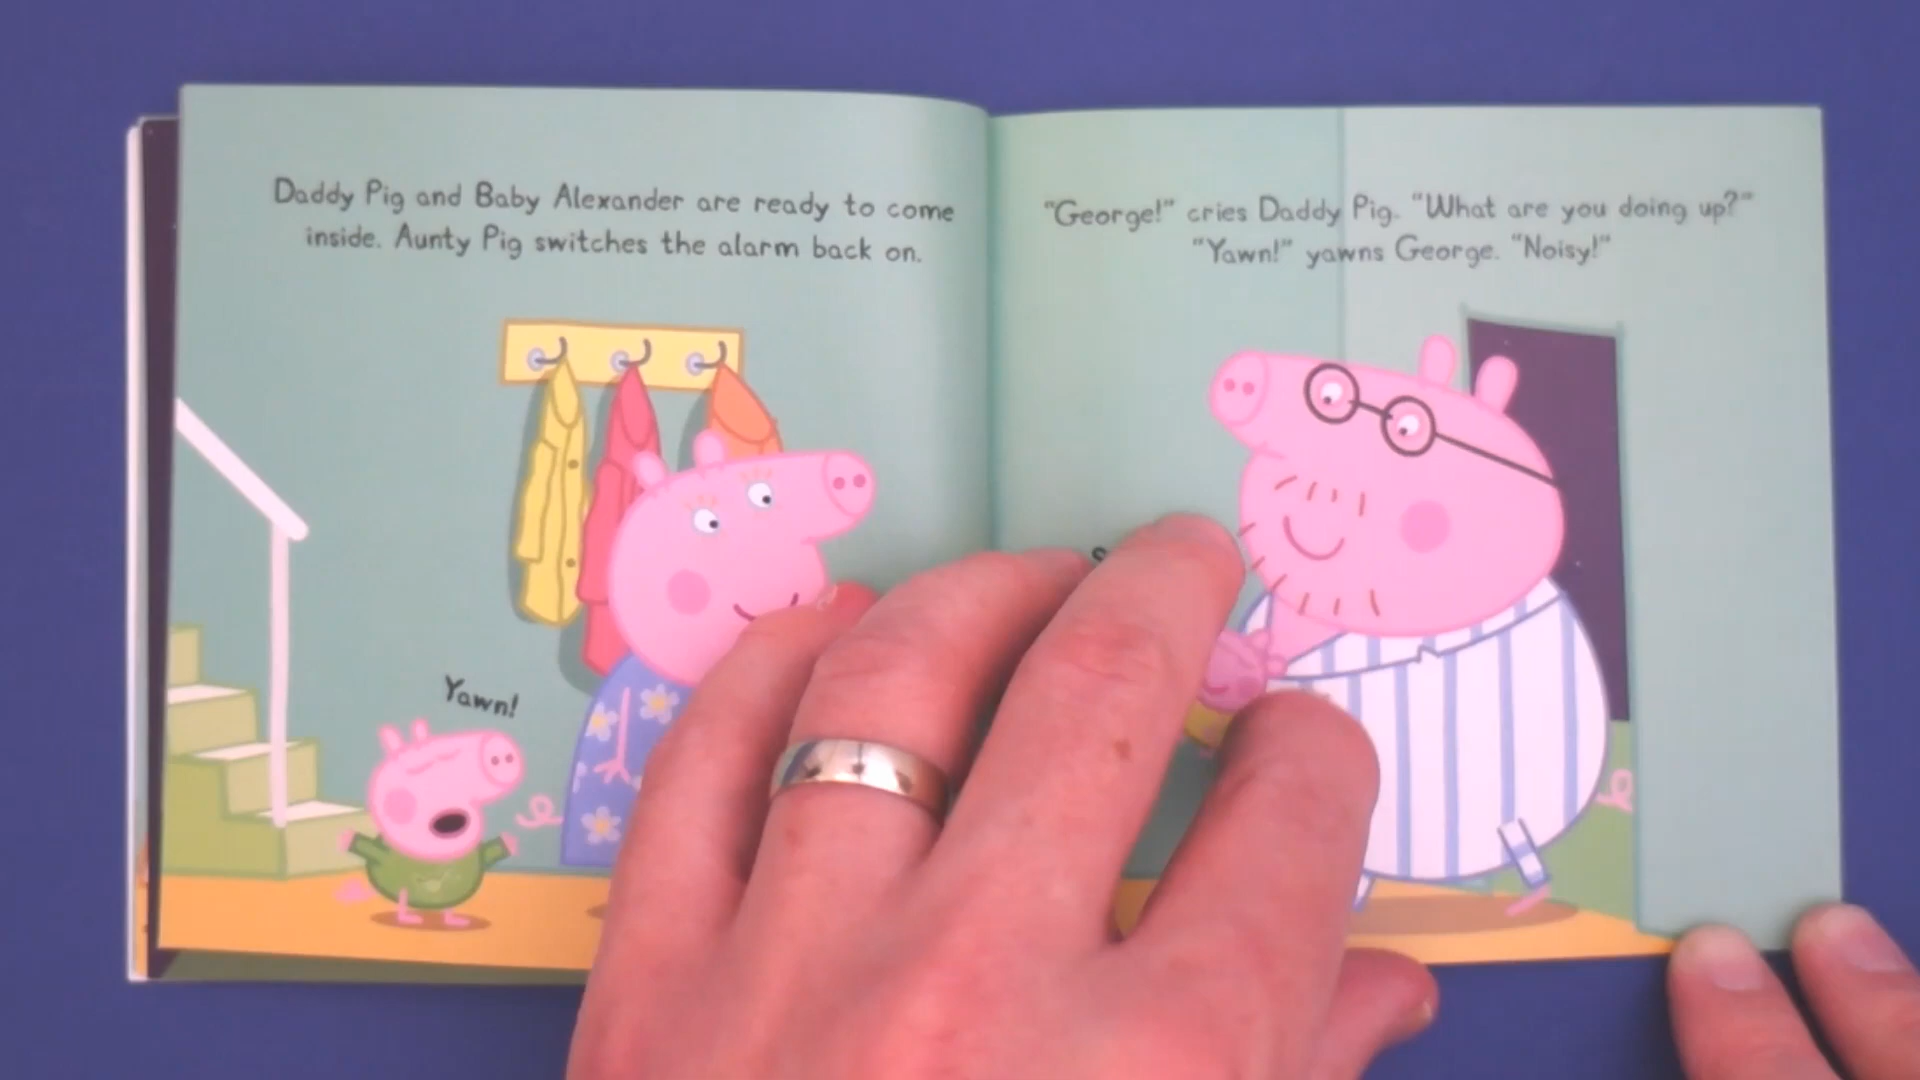 Daddy Pig and Baby Alexander are ready to come
inside. Aunty Pig switches the alarm back on.
Yawn!
"George!" cries Daddy Pig. "What are you doing up?"
"Yawn!" yawns George. "Noisy!"